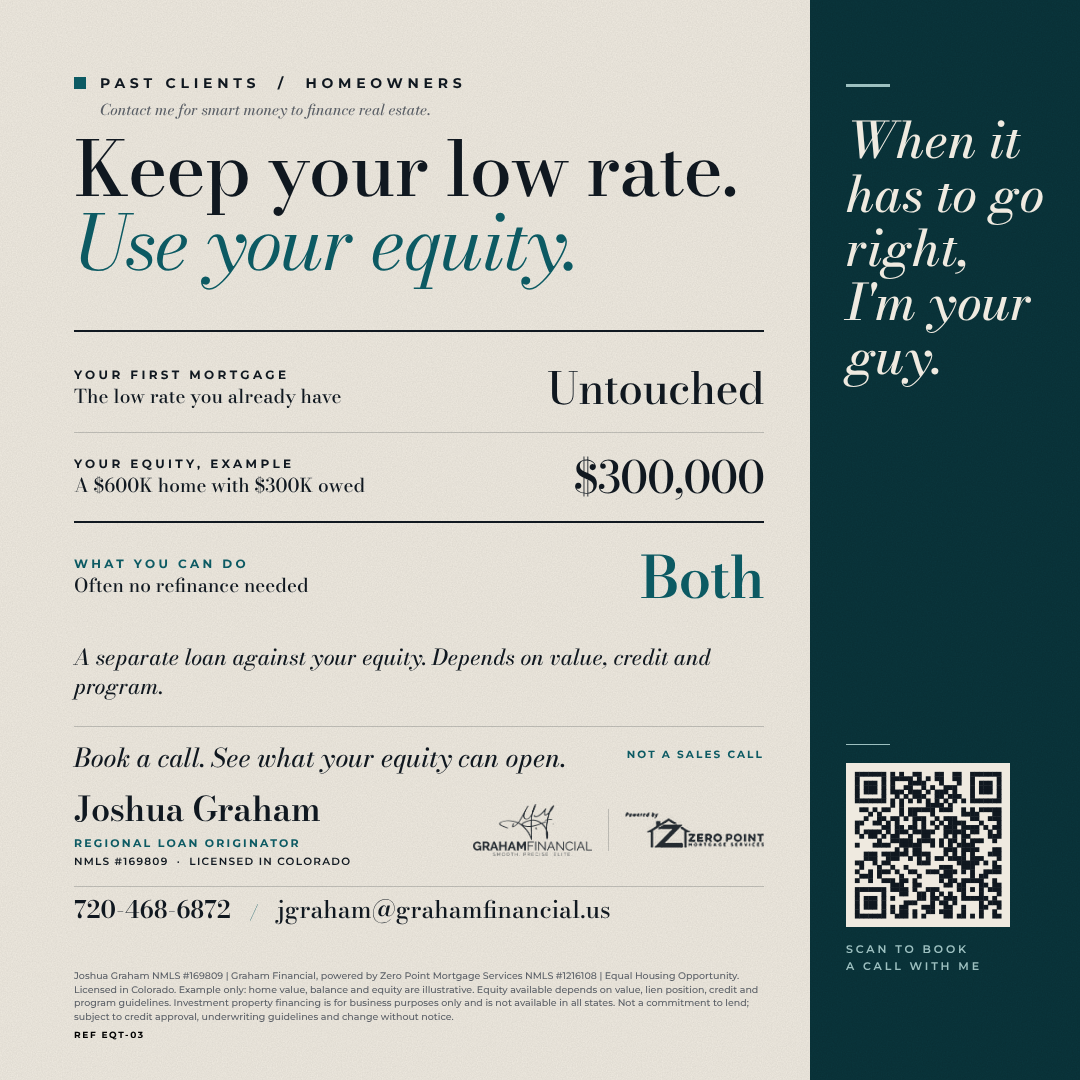 PAST CLIENTS / HOMEOWNERS
Contact me for smart money to finance real estate.
Keep your low rate.
Use your equity.
YOUR FIRST MORTGAGE
The low rate you already have
Untouched
YOUR EQUITY, EXAMPLE
A $600K home with $300K owed
$300,000
WHAT YOU CAN DO
Often no refinance needed
Both
A separate loan against your equity. Depends on value, credit and
program.
Book a call. See what your equity can open.
NOT A SALES CALL
Joshua Graham
REGIONAL LOAN ORIGINATOR
NMLS #169809 · LICENSED IN COLORADO
GRAHAMFINANCIAL
SMOOTH. PRECISE. ELITE.
Powered by
ZERO POINT
MORTGAGE SERVICES
720-468-6872 / jgraham@grahamfinancial.us
Joshua Graham NMLS #169809 | Graham Financial, powered by Zero Point Mortgage Services NMLS #1216108 | Equal Housing Opportunity.
Licensed in Colorado. Example only: home value, balance and equity are illustrative. Equity available depends on value, lien position, credit and
program guidelines. Investment property financing is for business purposes only and is not available in all states. Not a commitment to lend;
subject to credit approval, underwriting guidelines and change without notice.
REF EQT-03
When it
has to go
right,
I'm your
guy.
SCAN TO BOOK
A CALL WITH ME